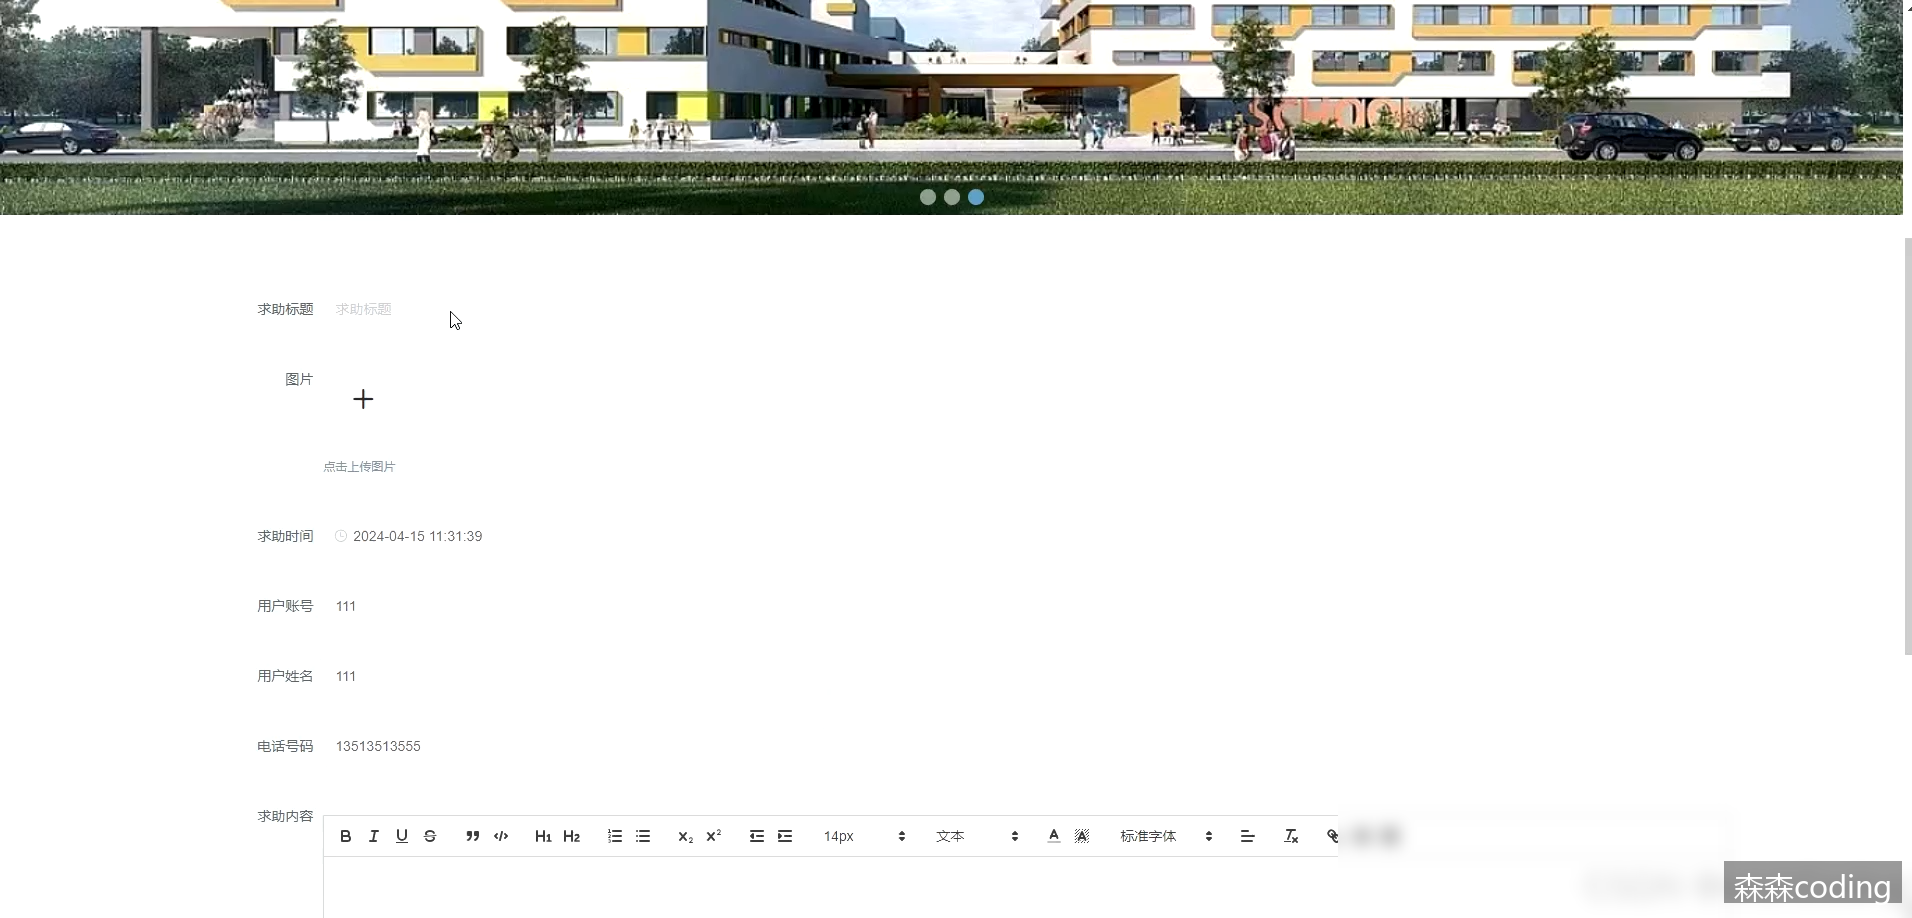 SCHOOL
求助标题 求助标题
图片
点击上传图片
求助时间 2024-04-15 11:31:39
用户账号 111
用户姓名 111
电话号码 13513513555
求助内容
B I U S ” </> H1 H2 X2 X2 14px 文本 A A 标准字体 Tx
森森coding